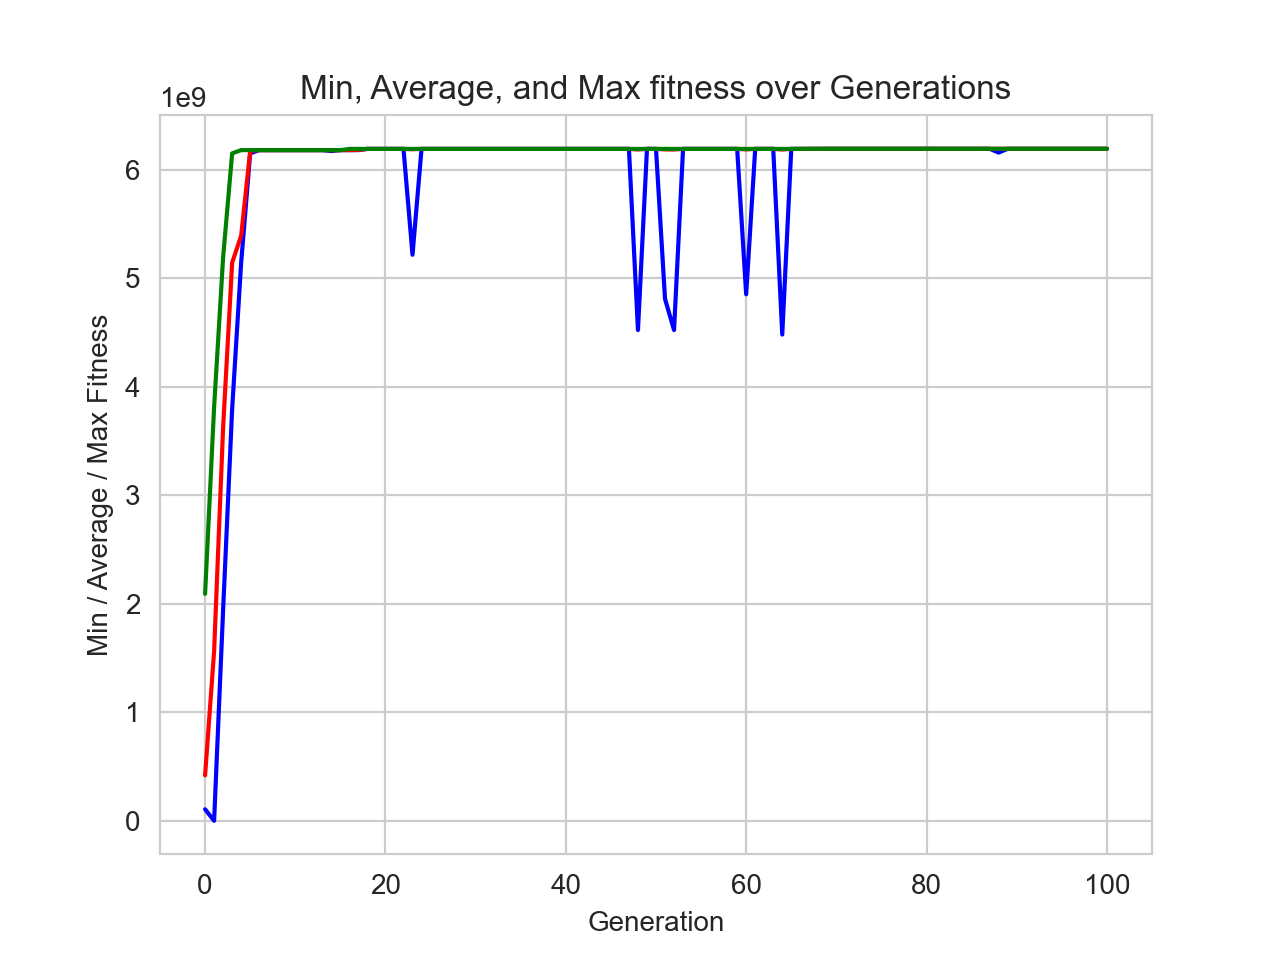 Min, Average, and Max fitness over Generations
1e9
6
5
4
3
2
1
0
Min / Average / Max Fitness
0 20 40 60 80 100
Generation